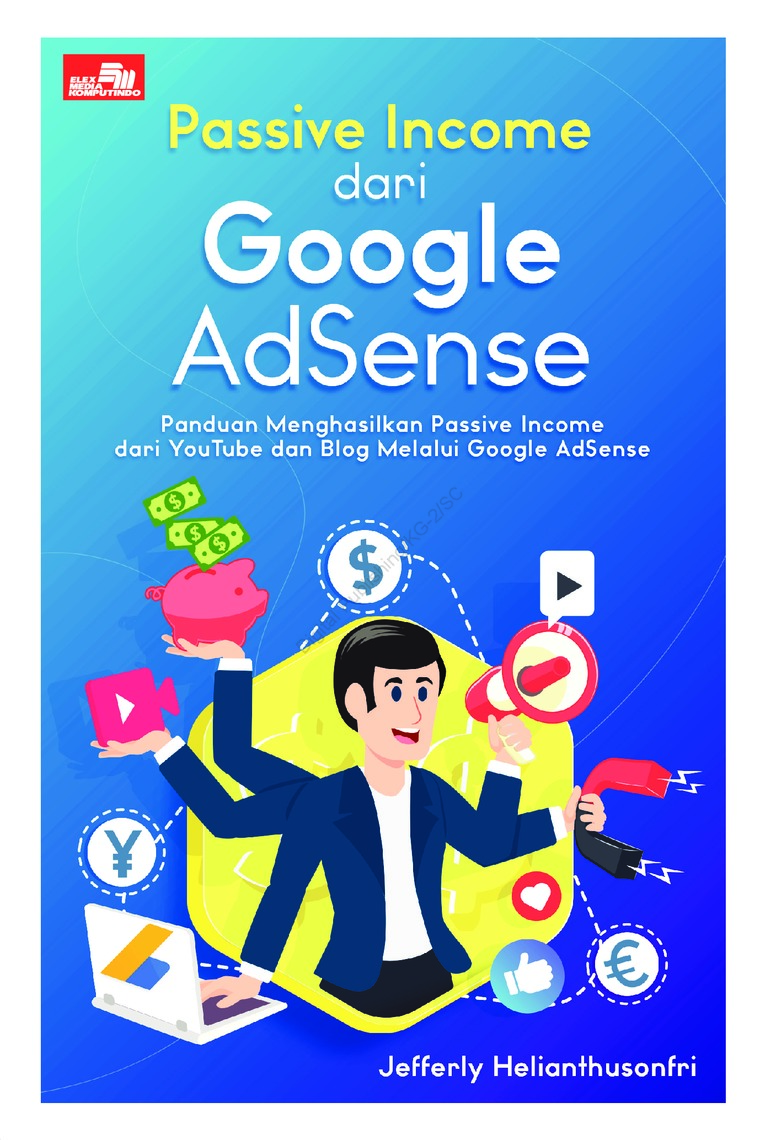 ELEX
MEDIA
KOMPUTINDO
Passive Income
dari
Google
AdSense
Panduan Menghasilkan Passive Income
dari YouTube dan Blog Melalui Google AdSense
$
¥
€
Jefferly Helianthusonfri